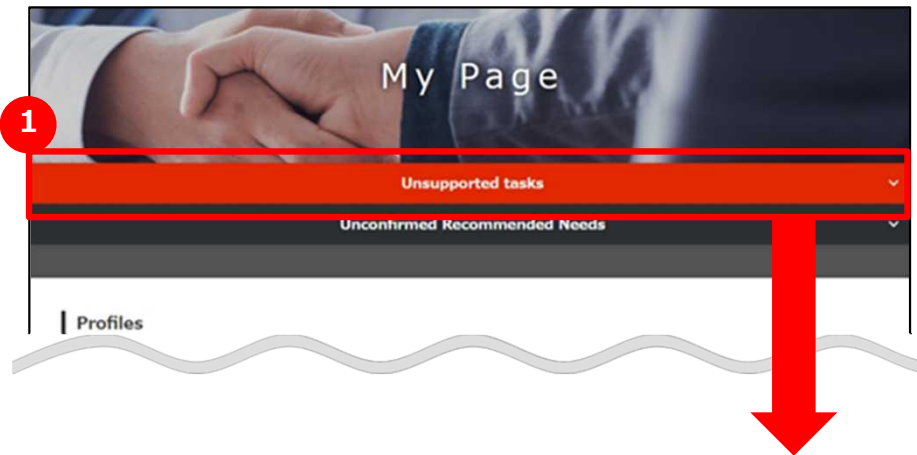 My Page
1
Unsupported tasks
Unconfirmed Recommended Needs
Profiles